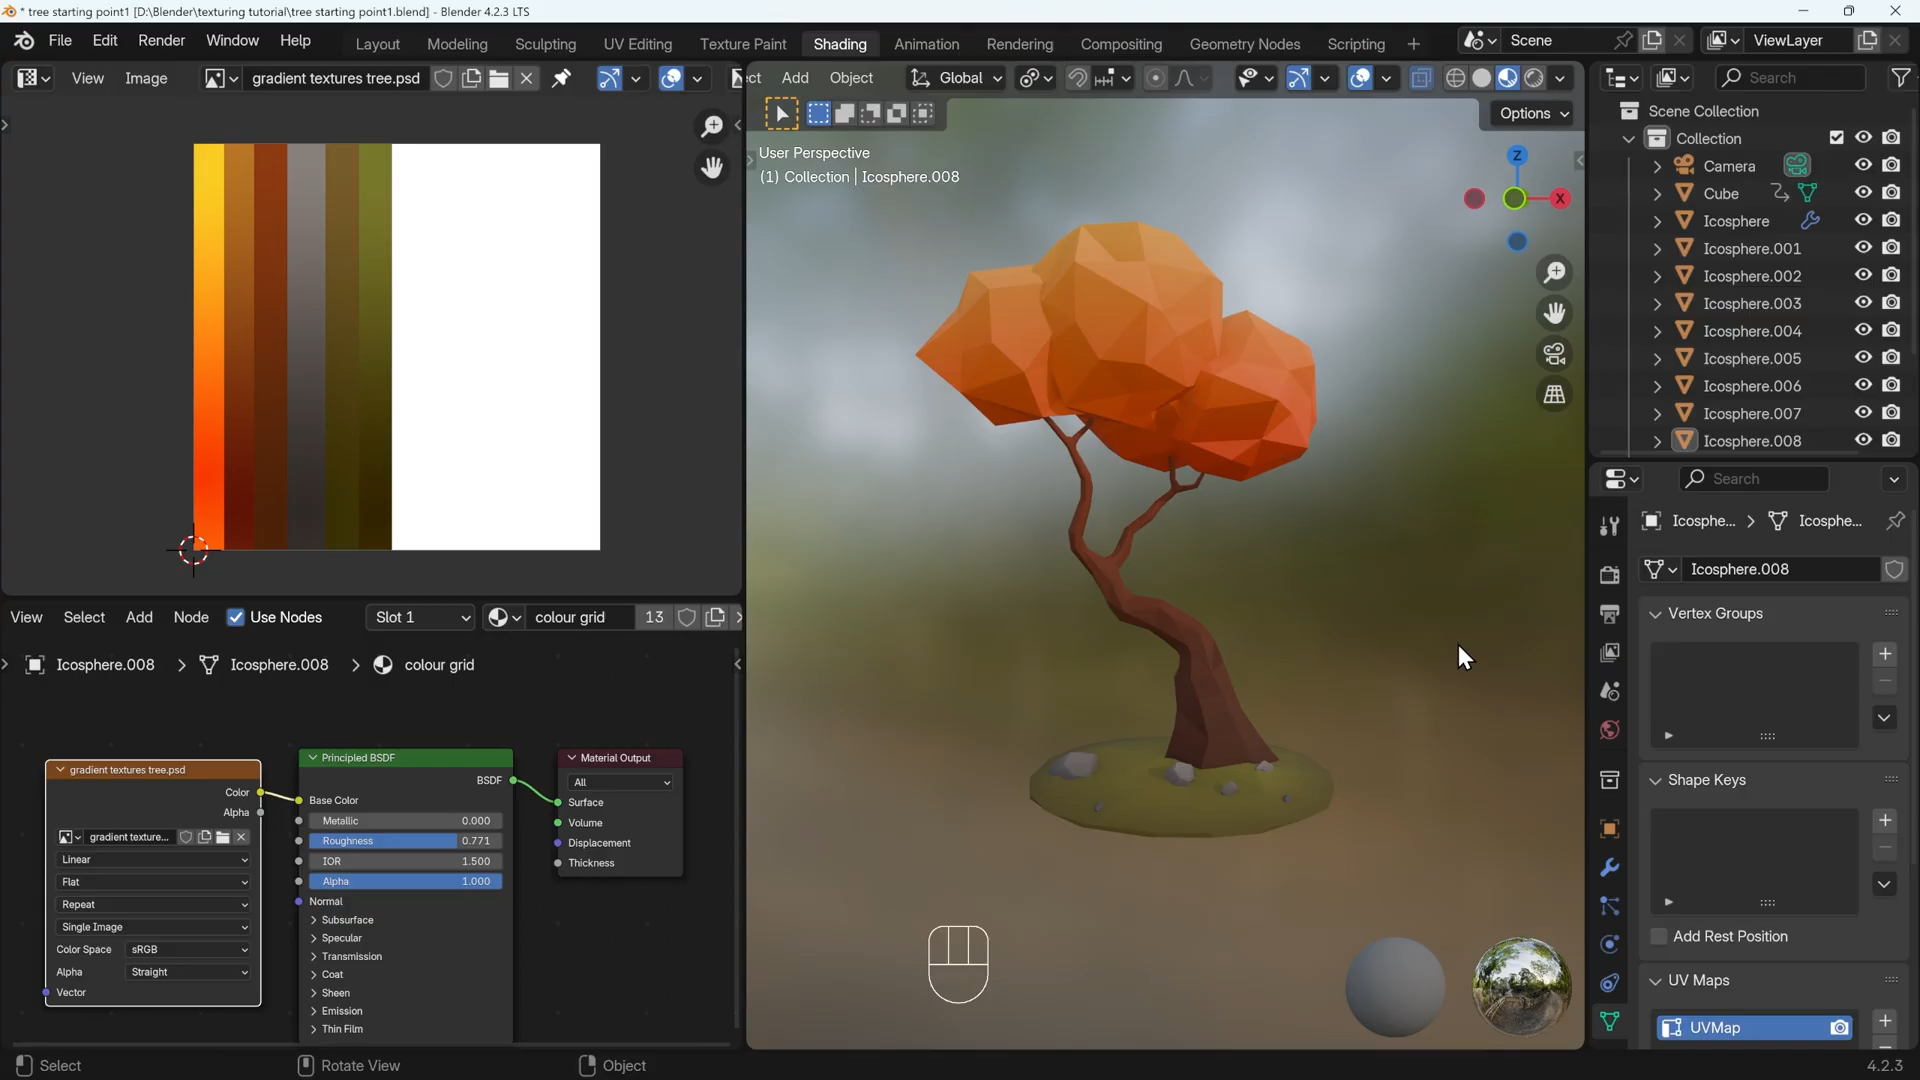 * tree starting point1 [D:\Blender\texturing tutorial\tree starting point1.blend] - Blender 4.2.3 LTS
File Edit Render Window Help Layout Modeling Sculpting UV Editing Texture Paint Shading Animation Rendering Compositing Geometry Nodes Scripting + Scene ViewLayer
View Image gradient textures tree.psd
ect Add Object Global
Search
Options
User Perspective
(1) Collection | Icosphere.008
Z
X
Scene Collection
Collection
Camera
Cube
Icosphere
Icosphere.001
Icosphere.002
Icosphere.003
Icosphere.004
Icosphere.005
Icosphere.006
Icosphere.007
Icosphere.008
Search
Icosphe... > Icosphe...
Icosphere.008
Vertex Groups
Shape Keys
Add Rest Position
UV Maps
UVMap
View Select Add Node Use Nodes Slot 1 colour grid 13
Icosphere.008 > Icosphere.008 > colour grid
gradient textures tree.psd
Color
Alpha
gradient texture...
Linear
Flat
Repeat
Single Image
Color Space sRGB
Alpha Straight
Vector
Principled BSDF
BSDF
Base Color
Metallic 0.000
Roughness 0.771
IOR 1.500
Alpha 1.000
Normal
Subsurface
Specular
Transmission
Coat
Sheen
Emission
Thin Film
Material Output
All
Surface
Volume
Displacement
Thickness
Select Rotate View Object 4.2.3